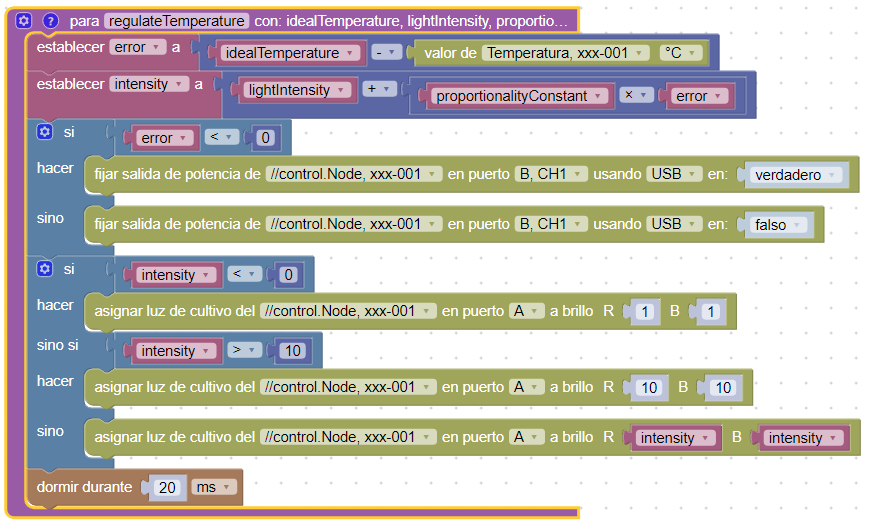 ? para regulateTemperature con: idealTemperature, lightIntensity, proportio...
establecer error a idealTemperature - valor de Temperatura, xxx-001 °C
establecer intensity a lightIntensity + proportionalityConstant × error
si error < 0
hacer fijar salida de potencia de //control.Node, xxx-001 en puerto B, CH1 usando USB en: verdadero
sino fijar salida de potencia de //control.Node, xxx-001 en puerto B, CH1 usando USB en: falso
si intensity < 0
hacer asignar luz de cultivo del //control.Node, xxx-001 en puerto A a brillo R 1 B 1
sino si intensity > 10
hacer asignar luz de cultivo del //control.Node, xxx-001 en puerto A a brillo R 10 B 10
sino asignar luz de cultivo del //control.Node, xxx-001 en puerto A a brillo R intensity B intensity
dormir durante 20 ms